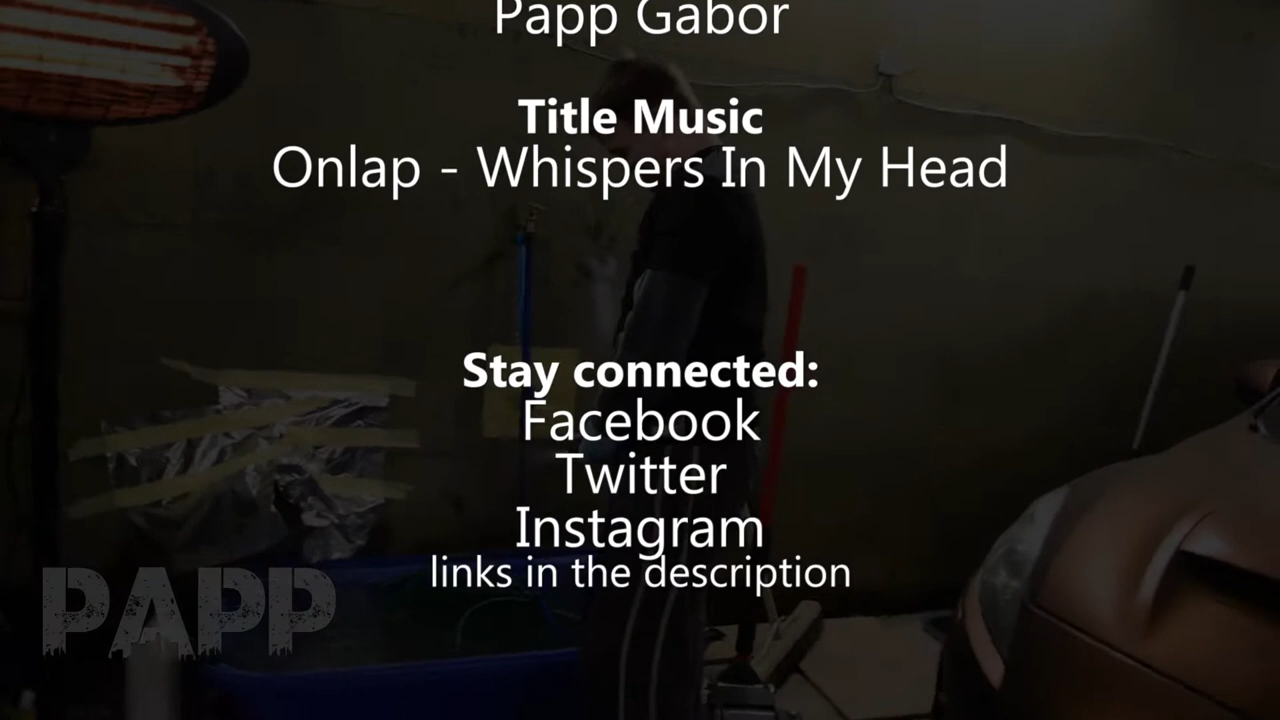 Papp Gabor
Title Music
Onlap - Whispers In My Head
Stay connected:
Facebook
Twitter
Instagram
links in the description
PAPP